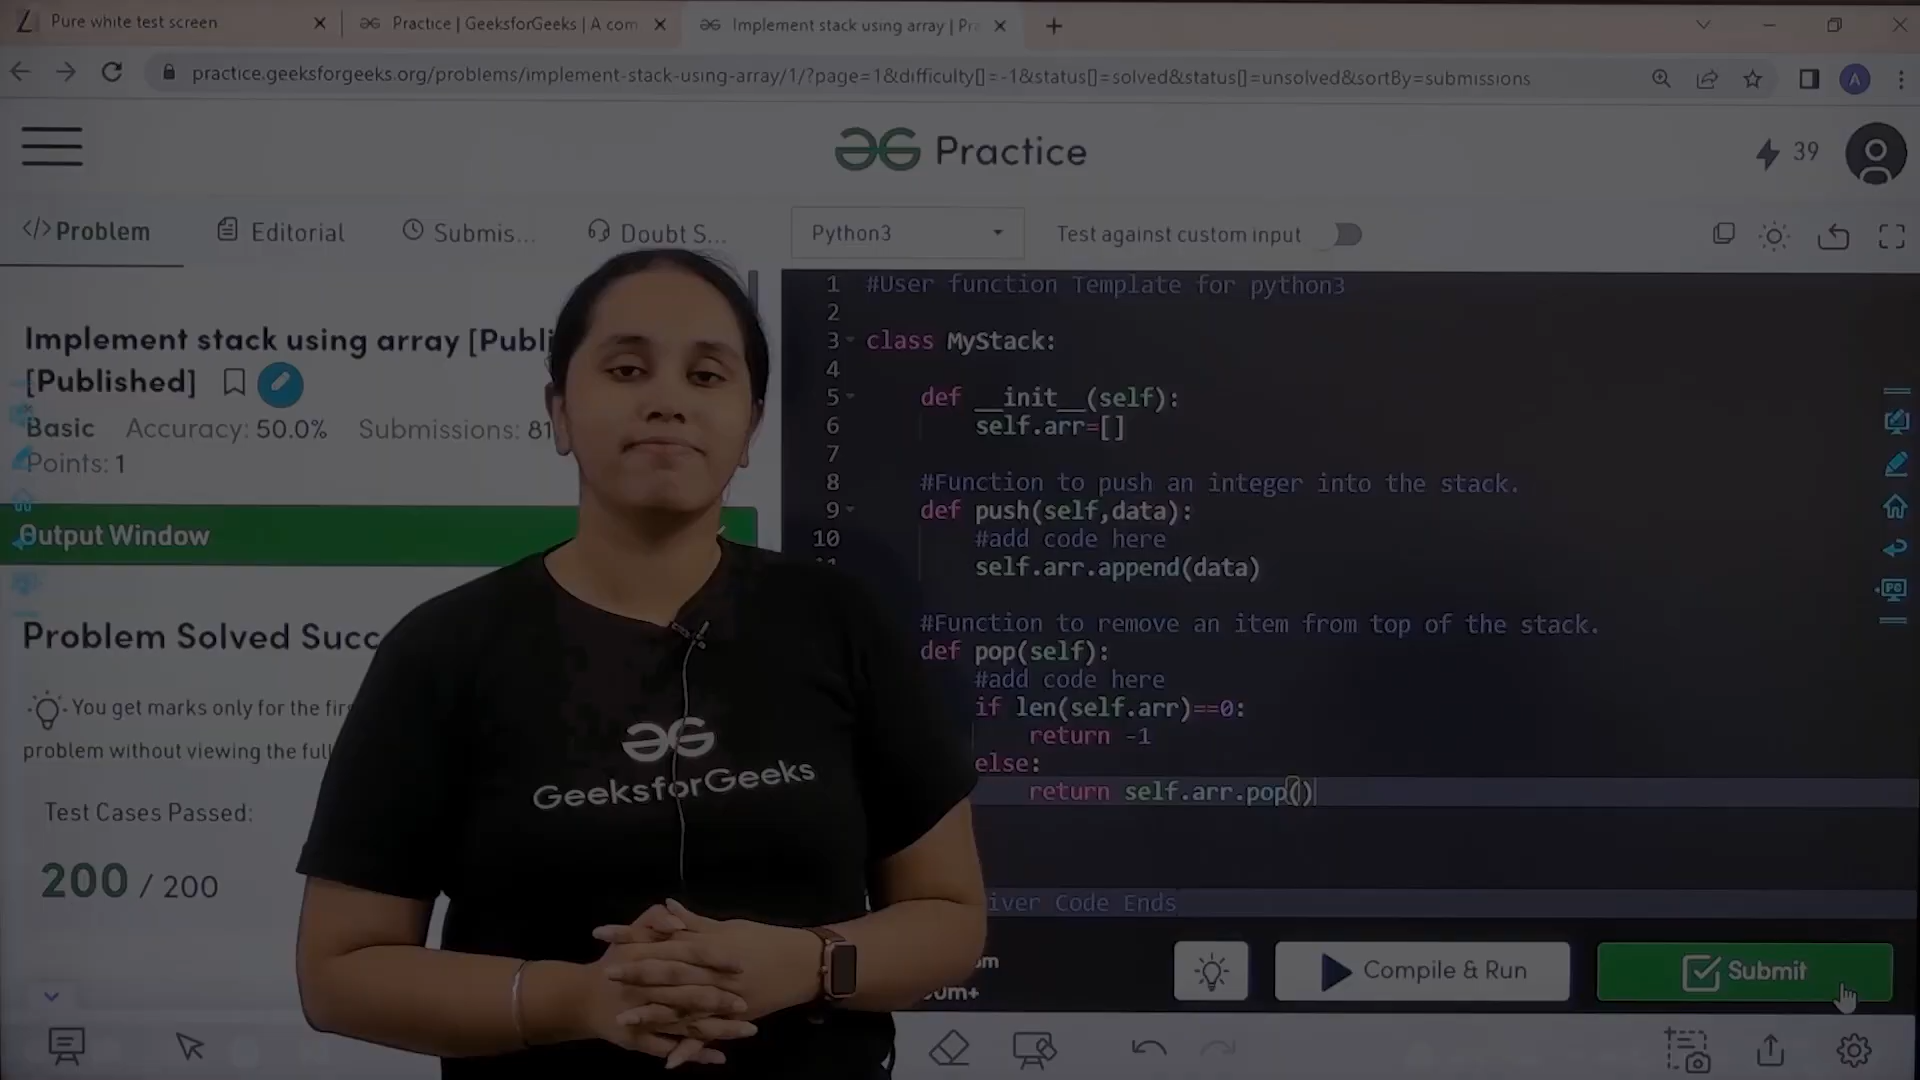 Pure white test screen
Practice | GeeksforGeeks | A com
Implement stack using array | Pra
practice.geeksforgeeks.org/problems/implement-stack-using-array/1/?page=1&difficulty[]=-1&status[]=solved&status[]=unsolved&sortBy=submissions
A
Practice
39
</> Problem
Editorial
Submis...
Doubt S...
Python3
Test against custom input
Implement stack using array [Publi
[Published]
Basic Accuracy: 50.0% Submissions: 81
Points: 1
Output Window
Problem Solved Succ
You get marks only for the firs
problem without viewing the full
Test Cases Passed:
200 / 200
1 #User function Template for python3
2
3 class MyStack:
4
5 def __init__(self):
6 self.arr=[]
7
8 #Function to push an integer into the stack.
9 def push(self,data):
10 #add code here
self.arr.append(data)
#Function to remove an item from top of the stack.
def pop(self):
#add code here
if len(self.arr)==0:
return -1
else:
return self.arr.pop()
iver Code Ends
GeeksforGeeks
Compile & Run
Submit